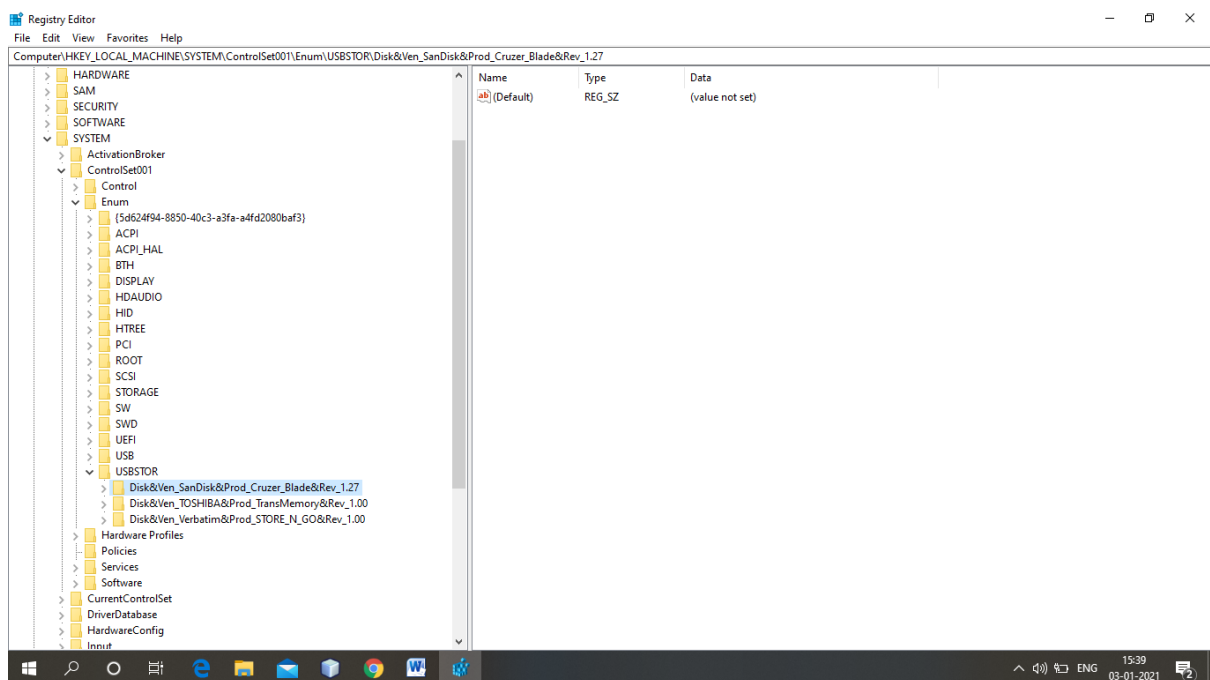 Registry Editor
File Edit View Favorites Help
Computer\HKEY_LOCAL_MACHINE\SYSTEM\ControlSet001\Enum\USBSTOR\Disk&Ven_SanDisk&Prod_Cruzer_Blade&Rev_1.27
HARDWARE
SAM
SECURITY
SOFTWARE
SYSTEM
ActivationBroker
ControlSet001
Control
Enum
{5d624f94-8850-40c3-a3fa-a4fd2080baf3}
ACPI
ACPI_HAL
BTH
DISPLAY
HDAUDIO
HID
HTREE
PCI
ROOT
SCSI
STORAGE
SW
SWD
UEFI
USB
USBSTOR
Disk&Ven_SanDisk&Prod_Cruzer_Blade&Rev_1.27
Disk&Ven_TOSHIBA&Prod_TransMemory&Rev_1.00
Disk&Ven_Verbatim&Prod_STORE_N_GO&Rev_1.00
Hardware Profiles
Policies
Services
Software
CurrentControlSet
DriverDatabase
HardwareConfig
Input
Name Type Data
ab (Default) REG_SZ (value not set)
W
ENG
15:39
03-01-2021
2